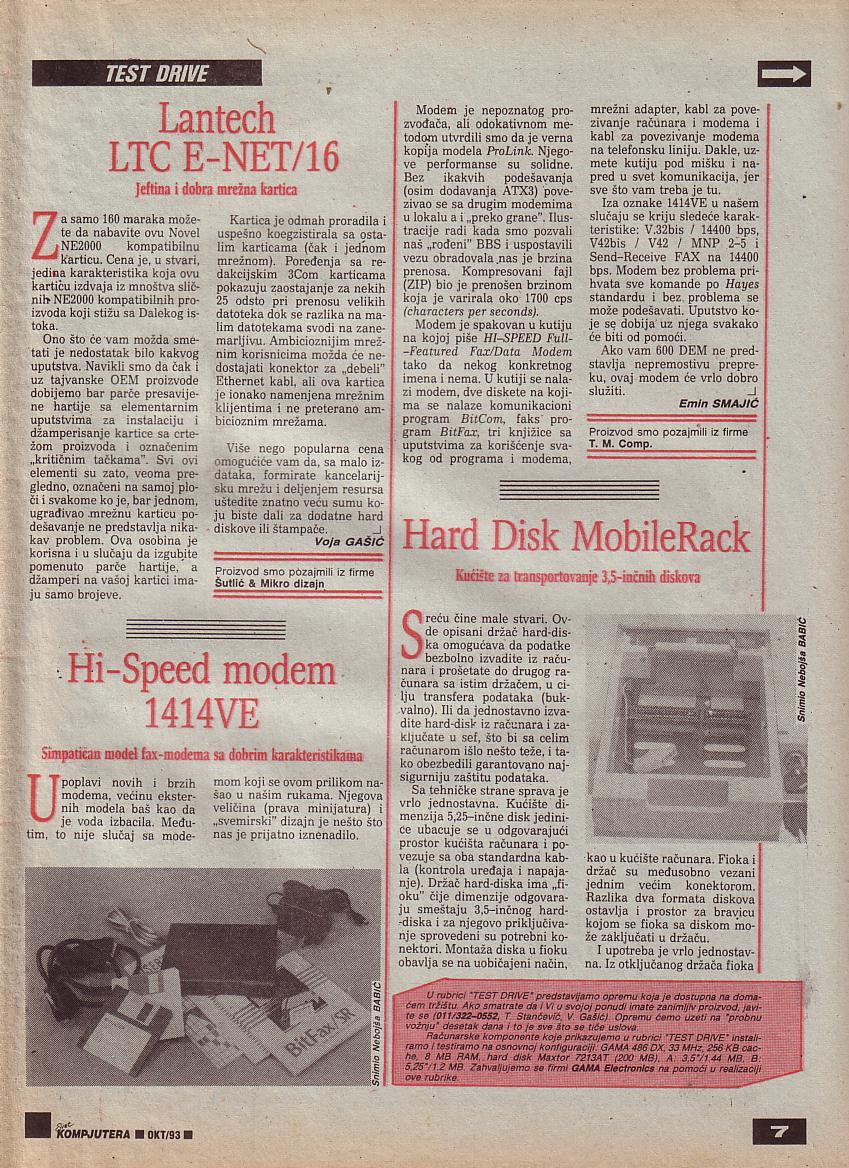 TEST DRIVE
Lantech
LTC E-NET/16
Jeftina i dobra mrežna kartica
Za samo 160 maraka može-
te da nabavite ovu Novel
NE2000 kompatibilnu
karticu. Cena je, u stvari,
jedina karakteristika koja ovu
karticu izdvaja iz mnoštva slič-
nih NE2000 kompatibilnih pro-
izvoda koji stižu sa Dalekog is-
toka.
Ono što će vam možda sme-
tati je nedostatak bilo kakvog
uputstva. Navikli smo da čak i
uz tajvanske OEM proizvode
dobijemo bar parče presavije-
ne hartije sa elementarnim
uputstvima za instalaciju i
džamperisanje kartice sa crte-
žom proizvoda i označenim
„kritičnim tačkama”. Svi ovi
elementi su zato, veoma pre-
gledno, označeni na samoj plo-
či i svakome ko je, bar jednom,
ugrađivao mrežnu karticu po-
dešavanje ne predstavlja nika-
kav problem. Ova osobina je
korisna i u slučaju da izgubite
pomenuto parče hartije, a
džamperi na vašoj kartici ima-
ju samo brojeve.
Kartica je odmah proradila i
uspešno koegzistirala sa osta-
lim karticama (čak i jednom
mrežnom). Poređenja sa re-
dakcijskim 3Com karticama
pokazuju zaostajanje za nekih
25 odsto pri prenosu velikih
datoteka dok se razlika na ma-
lim datotekama svodi na zane-
marljivu. Ambicioznijim mrež-
nim korisnicima možda će ne-
dostajati konektor za „debeli”
Ethernet kabl, ali ova kartica
je ionako namenjena mrežnim
klijentima i ne preterano am-
bicioznim mrežama.
Više nego popularna cena
omogućiće vam da, sa malo iz-
dataka, formirate kancelarij-
sku mrežu i deljenjem resursa
uštedite znatno veću sumu ko-
ju biste dali za dodatne hard
diskove ili štampače.
Voja GAŠIĆ
Proizvod smo pozajmili iz firme
Šutlić & Mikro dizajn
Hi-Speed modem
1414VE
Simpatičan model fax-modema sa dobrim karakteristikama
U poplavi novih i brzih
modema, većinu ekster-
nih modela baš kao da
je voda izbacila. Među-
tim, to nije slučaj sa mode-
mom koji se ovom prilikom na-
šao u našim rukama. Njegova
veličina (prava minijatura) i
„svemirski” dizajn je nešto što
nas je prijatno iznenadilo.
BitFax/SR
Snimio Nebojša BABIĆ
Modem je nepoznatog pro-
zvođača, ali odokativnom me-
todom utvrdili smo da je verna
kopija modela ProLink. Njego-
ve performanse su solidne.
Bez ikakvih podešavanja
(osim dodavanja ATX3) pove-
zivao se sa drugim modemima
u lokalu a i „preko grane”. Ilus-
tracije radi kada smo pozvali
naš „rođeni” BBS i uspostavili
vezu obradovala nas je brzina
prenosa. Kompresovani fajl
(ZIP) bio je prenošen brzinom
koja je varirala oko 1700 cps
(characters per seconds).
Modem je spakovan u kutiju
na kojoj piše HI-SPEED Full-
-Featured Fax/Data Modem
tako da nekog konkretnog
imena i nema. U kutiji se nala-
zi modem, dve diskete na koji-
ma se nalaze komunikacioni
program BitCom, faks pro-
gram BitFax, tri knjižice sa
uputstvima za korišćenje sva-
kog od programa i modema,
mrežni adapter, kabl za pove-
zivanje računara i modema i
kabl za povezivanje modema
na telefonsku liniju. Dakle, uz-
mete kutiju pod mišku i na-
pred u svet komunikacija, jer
sve što vam treba je tu.
Iza oznake 1414VE u našem
slučaju se kriju sledeće karak-
teristike: V.32bis / 14400 bps,
V42bis / V42 / MNP 2-5 i
Send-Receive FAX na 14400
bps. Modem bez problema pri-
hvata sve komande po Hayes
standardu i bez problema se
može podešavati. Uputstvo ko-
je se dobija uz njega svakako
će biti od pomoći.
Ako vam 600 DEM ne pred-
stavlja nepremostivu prepre-
ku, ovaj modem će vrlo dobro
služiti.
Emin SMAJIĆ
Proizvod smo pozajmili iz firme
T. M. Comp.
Hard Disk MobileRack
Kućište za transportovanje 3,5-inčnih diskova
Sreću čine male stvari. Ov-
de opisani držač hard-dis-
ka omogućava da podatke
bezbolno izvadite iz raču-
nara i prošetate do drugog ra-
čunara sa istim držačem, u ci-
lju transfera podataka (buk-
valno). Ili da jednostavno izva-
dite hard-disk iz računara i za-
ključate u sef, što bi sa celim
računarom išlo nešto teže, i ta-
ko obezbedili garantovano naj-
sigurniju zaštitu podataka.
Sa tehničke strane sprava je
vrlo jednostavna. Kućište di-
menzija 5,25-inčne disk jedini-
će ubacuje se u odgovarajući
prostor kućišta računara i po-
vezuje sa oba standardna kab-
la (kontrola uređaja i napaja-
nje). Držač hard-diska ima „fi-
oku” čije dimenzije odgovara-
ju smeštaju 3,5-inčnog hard-
-diska i za njegovo priključiva-
nje sprovedeni su potrebni ko-
nektori. Montaža diska u fioku
obavlja se na uobičajeni način,
Snimio Nebojša BABIĆ
kao u kućište računara. Fioka i
držač su međusobno vezani
jednim većim konektorom.
Razlika dva formata diskova
ostavlja i prostor za bravicu
kojom se fioka sa diskom mo-
že zaključati u držaču.
I upotreba je vrlo jednostav-
na. Iz otključanog držača fioka
U rubrici "TEST DRIVE" predstavljamo opremu koja je dostupna na doma-
ćem tržištu. Ako smatrate da i Vi u svojoj ponudi imate zanimljiv proizvod, javi-
te se (011/322-0552, T. Stančević, V. Gašić). Opremu ćemo uzeti na "probnu
vožnju" desetak dana i to je sve što se tiče uslova.
Računarske komponente koje prikazujemo u rubrici "TEST DRIVE" instali-
ramo i testiramo na osnovnoj konfiguraciji: GAMA 486 DX, 33 MHz, 256 KB cac-
he, 8 MB RAM, hard disk Maxtor 7213AT (200 MB), A: 3,5"/1.44 MB, B:
5,25"/1.2 MB. Zahvaljujemo se firmi GAMA Electronics na pomoći u realizaciji
ove rubrike.
Svet
KOMPJUTERA ■ OKT/93 ■
7